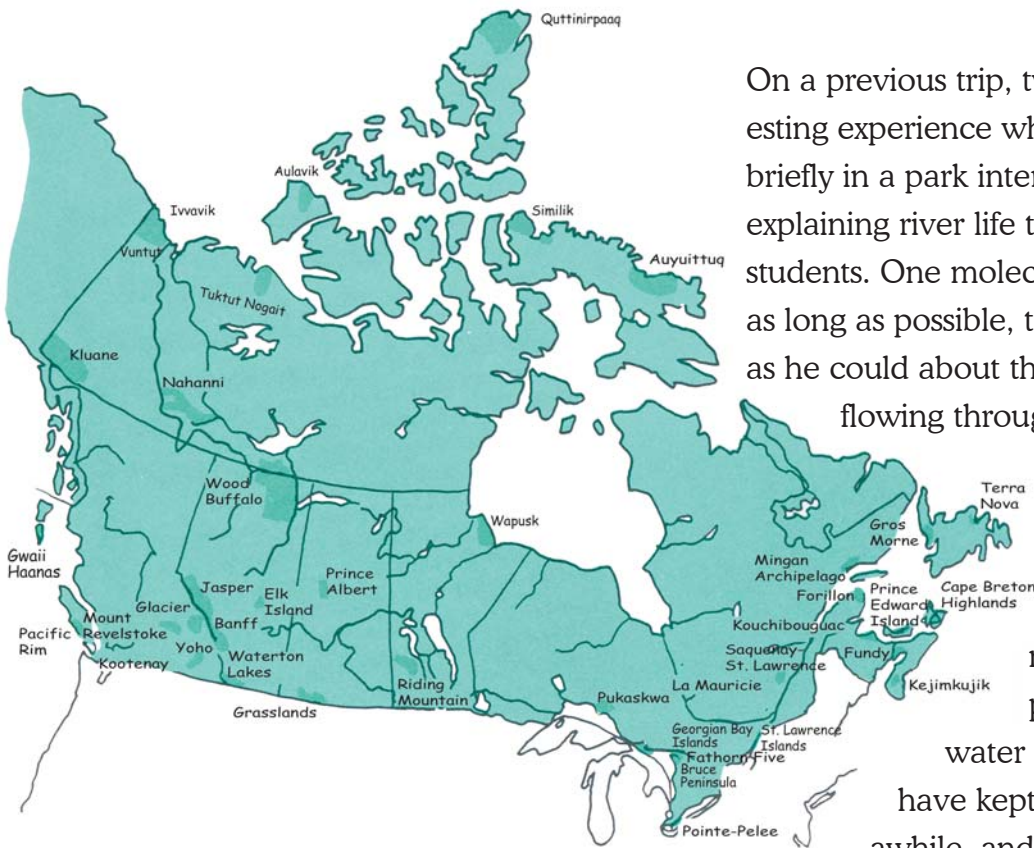 Quttinirpaaq
Aulavik
Ivvavik
Similik
Vuntut
Auyuittuq
Tuktut Nogait
Kluane
Nahanni
Wood
Buffalo
Wapusk
Terra
Nova
Gros
Morne
Gwaii
Haanas
Mingan
Archipelago
Jasper
Elk
Island
Prince
Albert
Forillon
Prince
Edward
Island
Cape Breton
Highlands
Glacier
Mount
Revelstoke
Banff
Kouchibouguac
Pacific
Rim
Yoho
Waterton
Lakes
Saquenay
St. Lawrence
Fundy
Kootenay
Riding
Mountain
La Mauricie
Kejimkujik
Pukaskwa
Grasslands
Georgian Bay
Islands
St. Lawrence
Islands
Fathorn Five
Bruce
Peninsula
Pointe-Pelee
On a previous trip, tw
esting experience wh
briefly in a park inter
explaining river life t
students. One molec
as long as possible, t
as he could about th
flowing throug
water
have kept
awhile, and